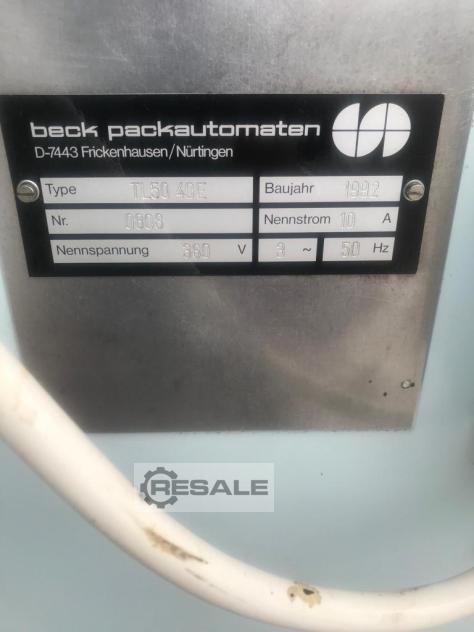 beck packautomaten
D-7443 Frickenhausen/Nürtingen
Type TL50 40E Baujahr 1992
Nr. 0808 Nennstrom 10 A
Nennspannung 380 V 3 ~ 50 Hz
RESALE